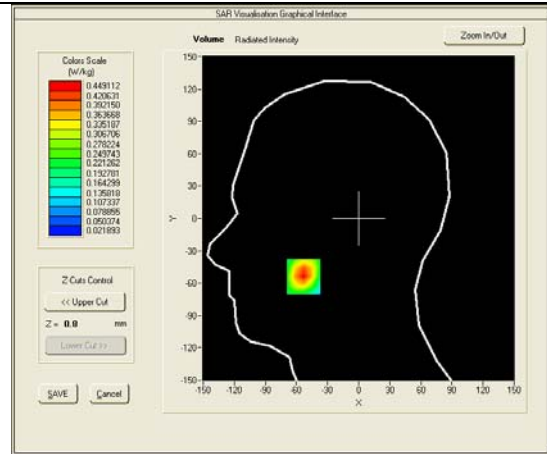 SAR Visualisation Graphical Interface
Volume Radiated Intensity
Zoom In/Out
Colors Scale
(W/kg)
0.449112
0.420631
0.392150
0.363668
0.335187
0.306706
0.278224
0.249743
0.221262
0.192781
0.164299
0.135818
0.107337
0.078855
0.050374
0.021893
Z Cuts Control
<< Upper Cut
Z = 0.0 mm
Lower Cut >>
SAVE Cancel
150-
120-
90-
60-
30-
Y 0-
-30-
-60-
-90-
-120-
-150-
-150 -120 -90 -60 -30 0 30 60 90 120 150
X